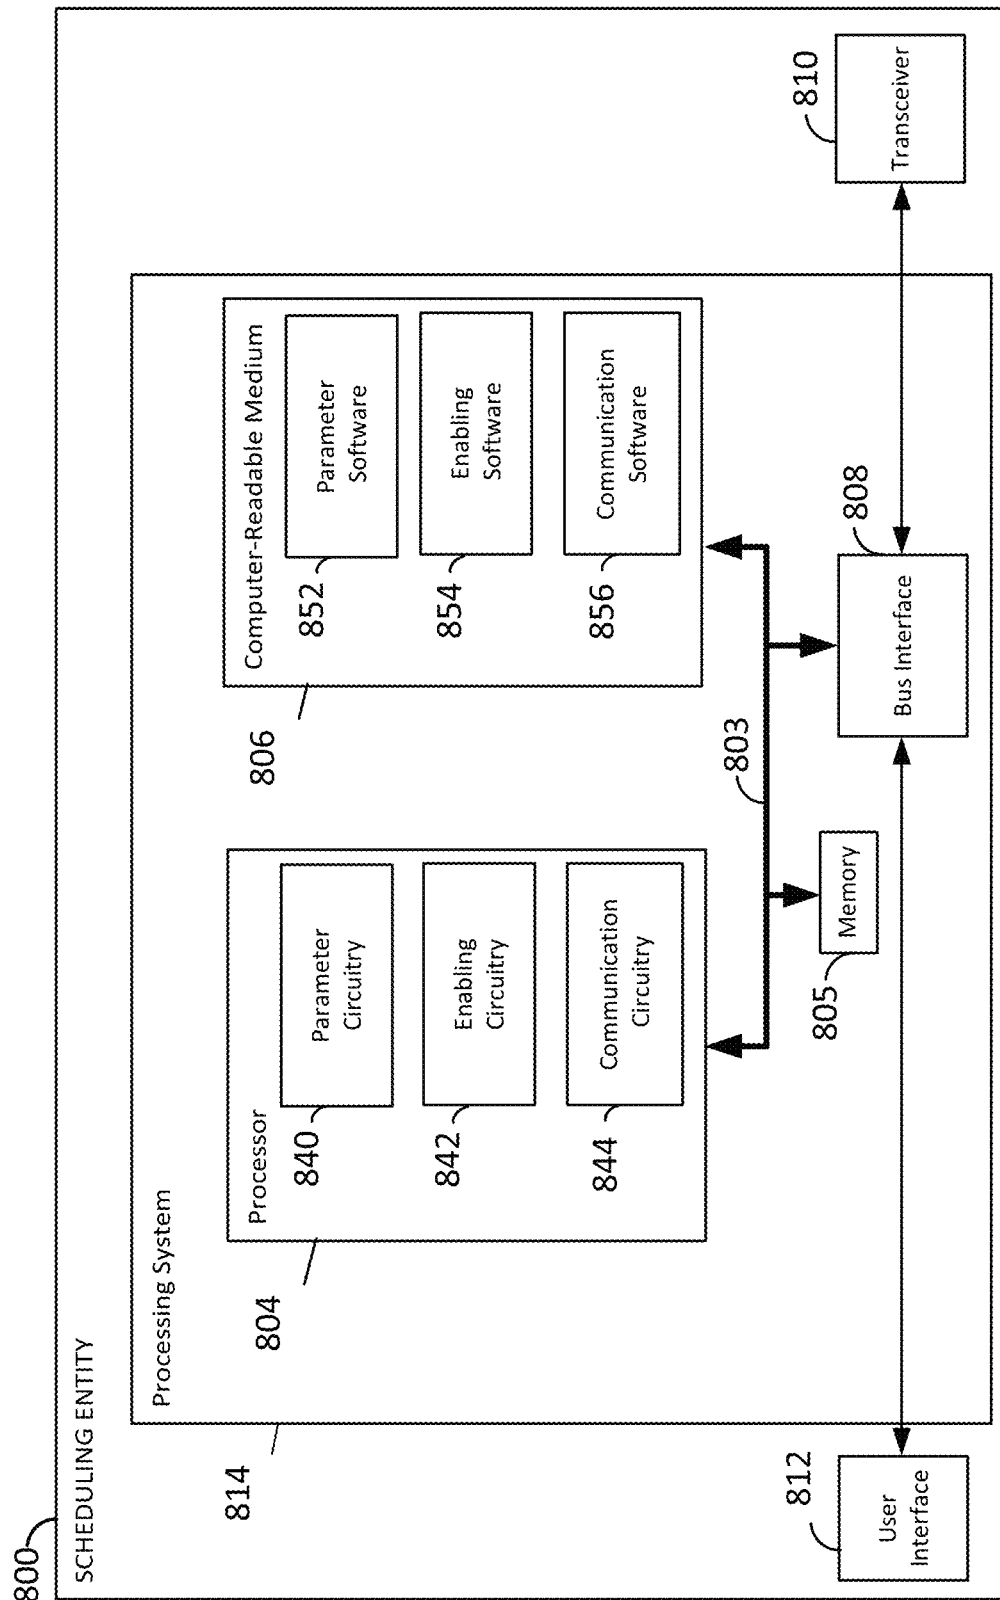 800
SCHEDULING ENTITY
814
Processing System
804
Processor
840
Parameter
Circuitry
842
Enabling
Circuitry
844
Communication
Circuitry
806
Computer-Readable Medium
852
Parameter
Software
854
Enabling
Software
856
Communication
Software
803
805
Memory
808
Bus Interface
812
User
Interface
810
Transceiver